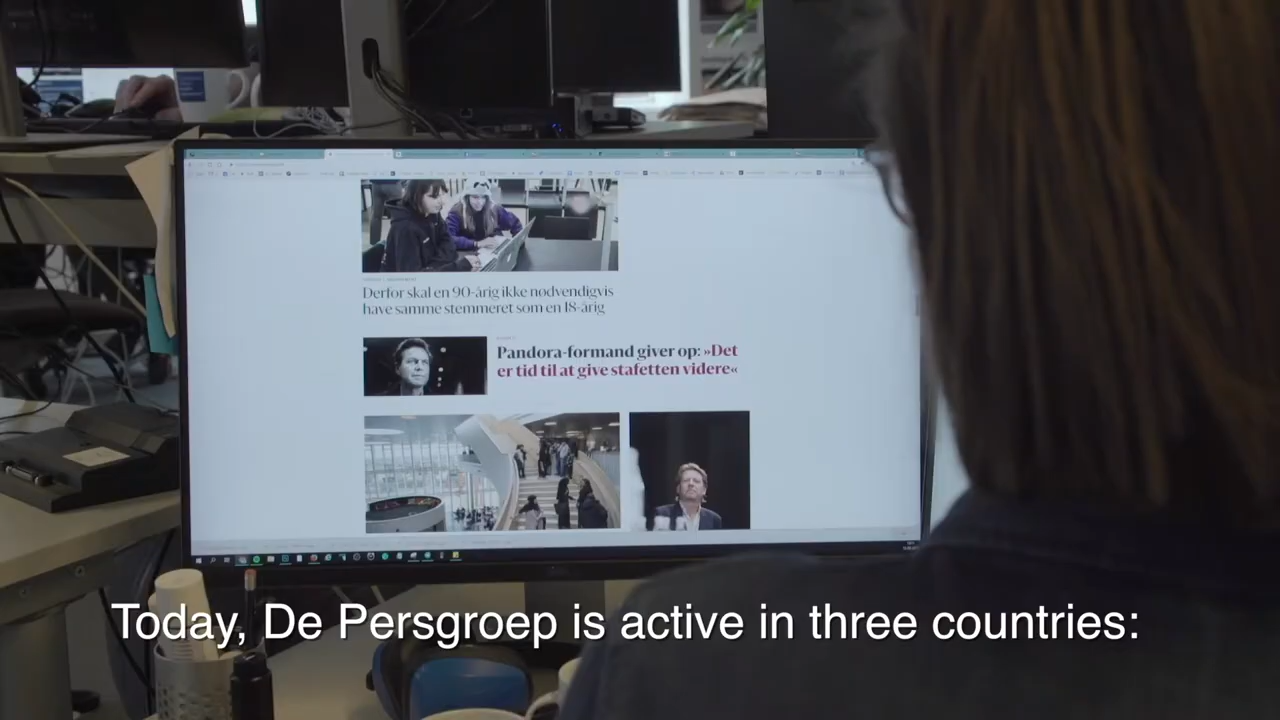 Derfor skal en 90-årig ikke nødvendigvis
have samme stemmeret som en 18-årig
Pandora-formand giver op: »Det
er tid til at give stafetten videre«
Today, De Persgroep is active in three countries: